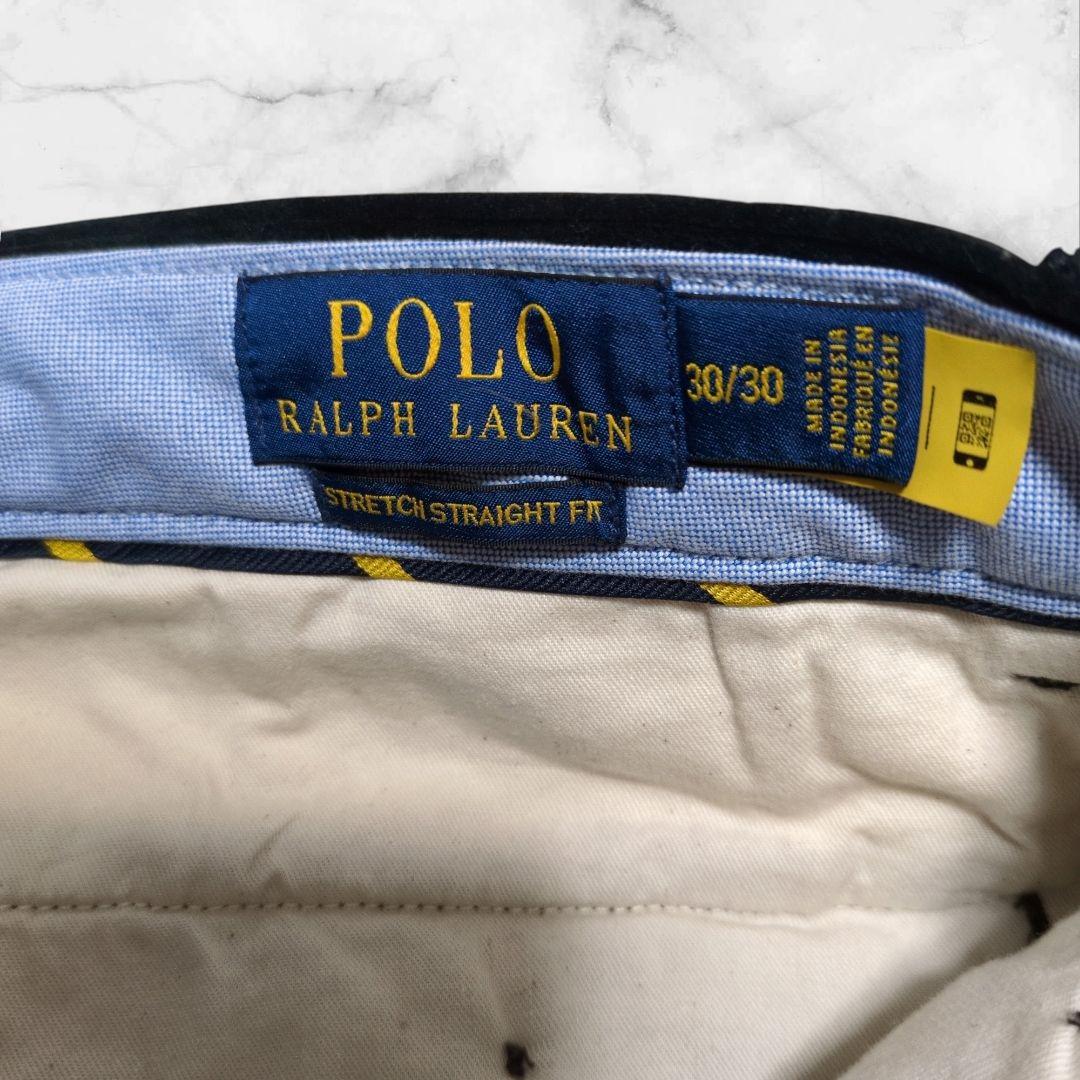 POLO
RALPH LAUREN
STRETCH STRAIGHT FIT
30/30
MADE IN
INDONESIA
FABRIQUÉ EN
INDONÉSIE